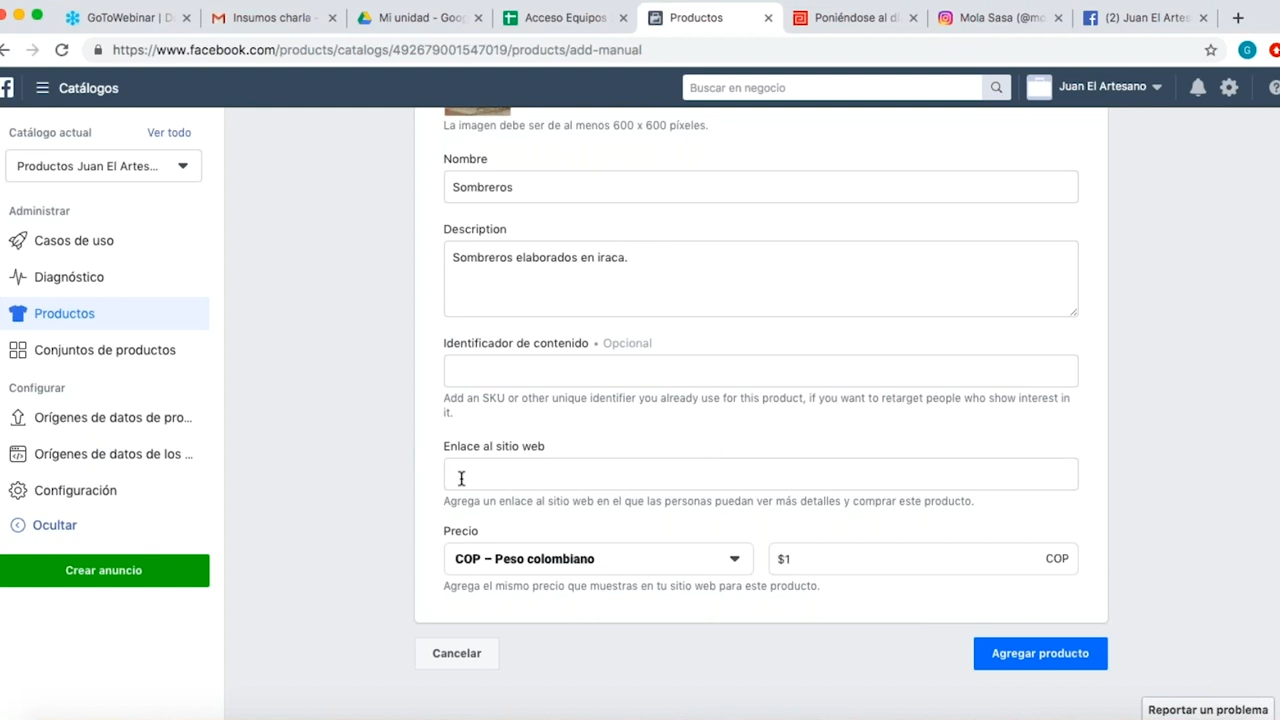 GoToWebinar | D
Insumos charla -
Mi unidad - Goo
Acceso Equipos
Productos
Poniéndose al d
Mola Sasa (@mo
(2) Juan El Artes
https://www.facebook.com/products/catalogs/492679001547019/products/add-manual
G
Catálogos
Buscar en negocio
Juan El Artesano
Catálogo actual
Ver todo
Productos Juan El Artes...
Administrar
Casos de uso
Diagnóstico
Productos
Conjuntos de productos
Configurar
Orígenes de datos de pro...
Orígenes de datos de los ...
Configuración
Ocultar
Crear anuncio
La imagen debe ser de al menos 600 x 600 píxeles.
Nombre
Sombreros
Description
Sombreros elaborados en iraca.
Identificador de contenido • Opcional
Add an SKU or other unique identifier you already use for this product, if you want to retarget people who show interest in
it.
Enlace al sitio web
Agrega un enlace al sitio web en el que las personas puedan ver más detalles y comprar este producto.
Precio
COP – Peso colombiano
$1
COP
Agrega el mismo precio que muestras en tu sitio web para este producto.
Cancelar
Agregar producto
Reportar un problema